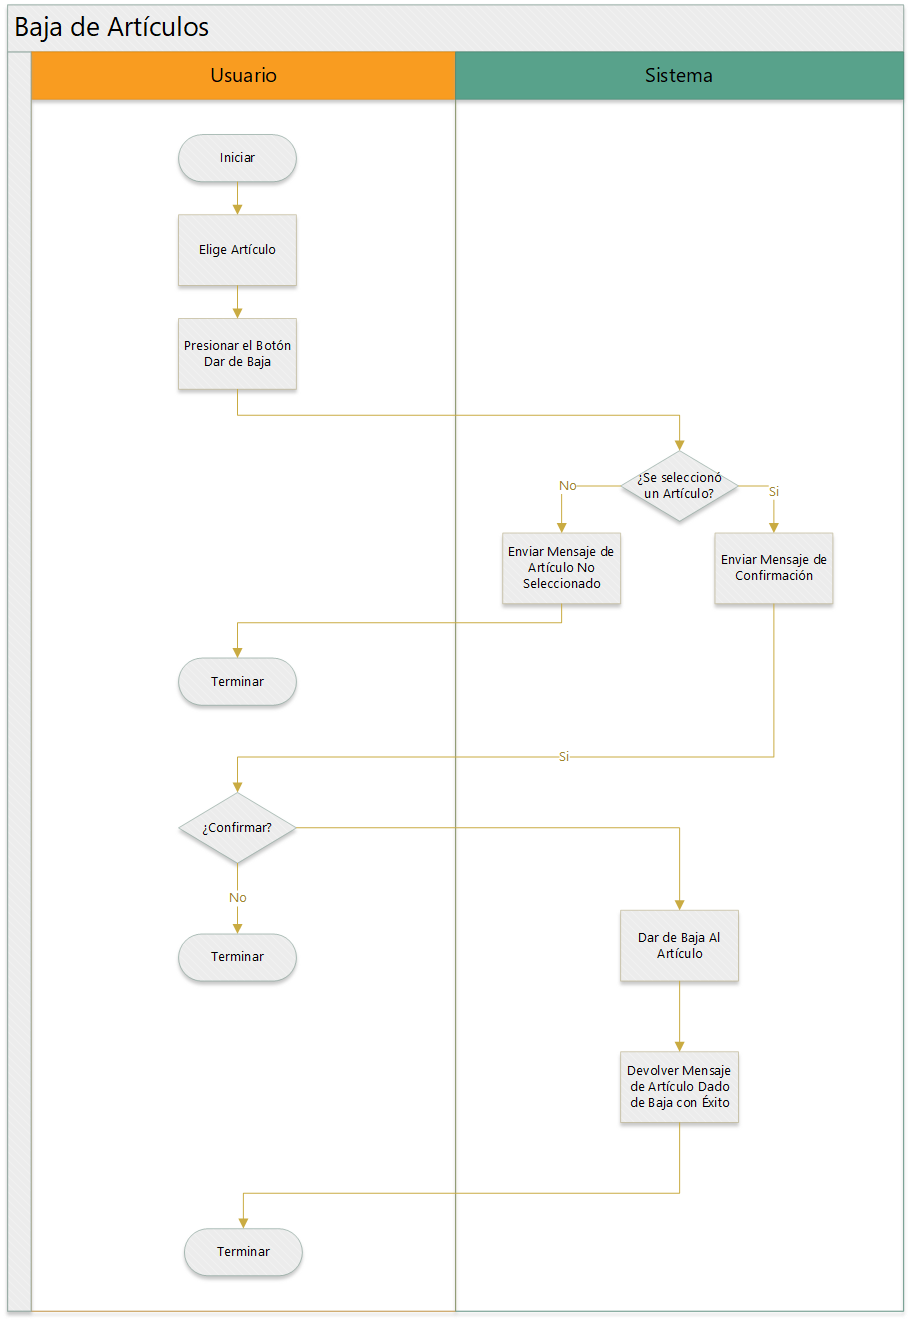 Baja de Artículos
Usuario
Sistema
Iniciar
Elige Artículo
Presionar el Botón
Dar de Baja
¿Se seleccionó
un Artículo?
No
Si
Enviar Mensaje de
Artículo No
Seleccionado
Enviar Mensaje de
Confirmación
Terminar
Si
¿Confirmar?
No
Terminar
Dar de Baja Al
Artículo
Devolver Mensaje
de Artículo Dado
de Baja con Éxito
Terminar